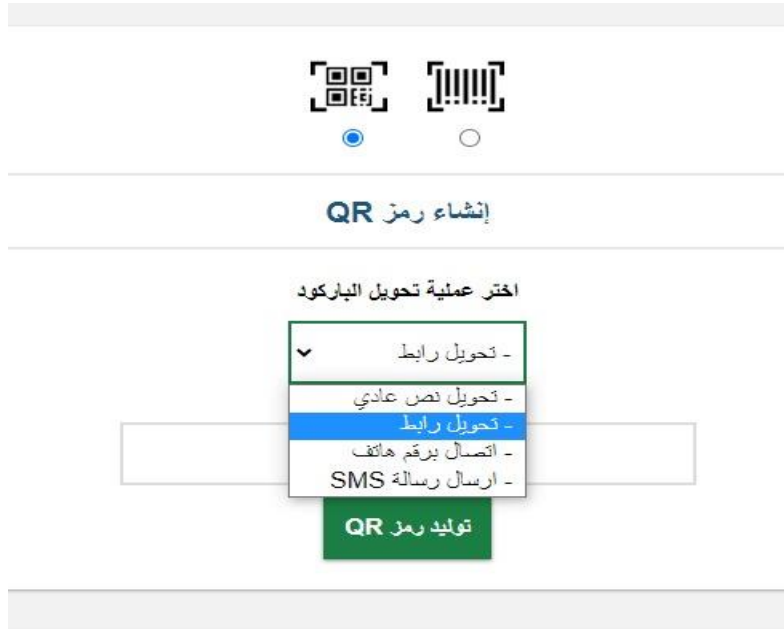 إنشاء رمز QR
اختر عملية تحويل الباركود
- تحويل رابط
- تحويل نص عادي
- تحويل رابط
- اتصال برقم هاتف
- ارسال رسالة SMS
توليد رمز QR